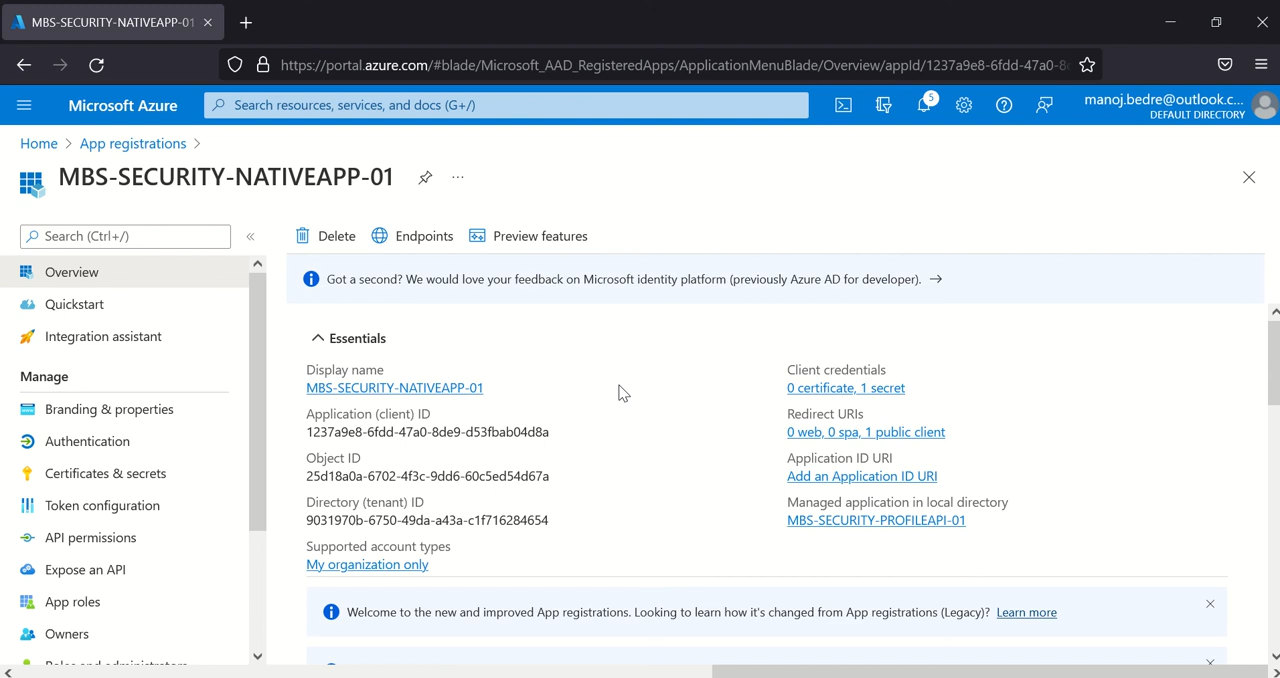 MBS-SECURITY-NATIVEAPP-01
https://portal.azure.com/#blade/Microsoft_AAD_RegisteredApps/ApplicationMenuBlade/Overview/appId/1237a9e8-6fdd-47a0-8
Microsoft Azure
Search resources, services, and docs (G+/)
5
manoj.bedre@outlook.c...
DEFAULT DIRECTORY
Home > App registrations >
MBS-SECURITY-NATIVEAPP-01 ...
Search (Ctrl+/)
«
Delete
Endpoints
Preview features
Overview
Quickstart
Integration assistant
Manage
Branding & properties
Authentication
Certificates & secrets
Token configuration
API permissions
Expose an API
App roles
Owners
Roles and administrators
Got a second? We would love your feedback on Microsoft identity platform (previously Azure AD for developer).
Essentials
Display name
MBS-SECURITY-NATIVEAPP-01
Application (client) ID
1237a9e8-6fdd-47a0-8de9-d53fbab04d8a
Object ID
25d18a0a-6702-4f3c-9dd6-60c5ed54d67a
Directory (tenant) ID
9031970b-6750-49da-a43a-c1f716284654
Supported account types
My organization only
Client credentials
0 certificate, 1 secret
Redirect URIs
0 web, 0 spa, 1 public client
Application ID URI
Add an Application ID URI
Managed application in local directory
MBS-SECURITY-PROFILEAPI-01
Welcome to the new and improved App registrations. Looking to learn how it's changed from App registrations (Legacy)? Learn more